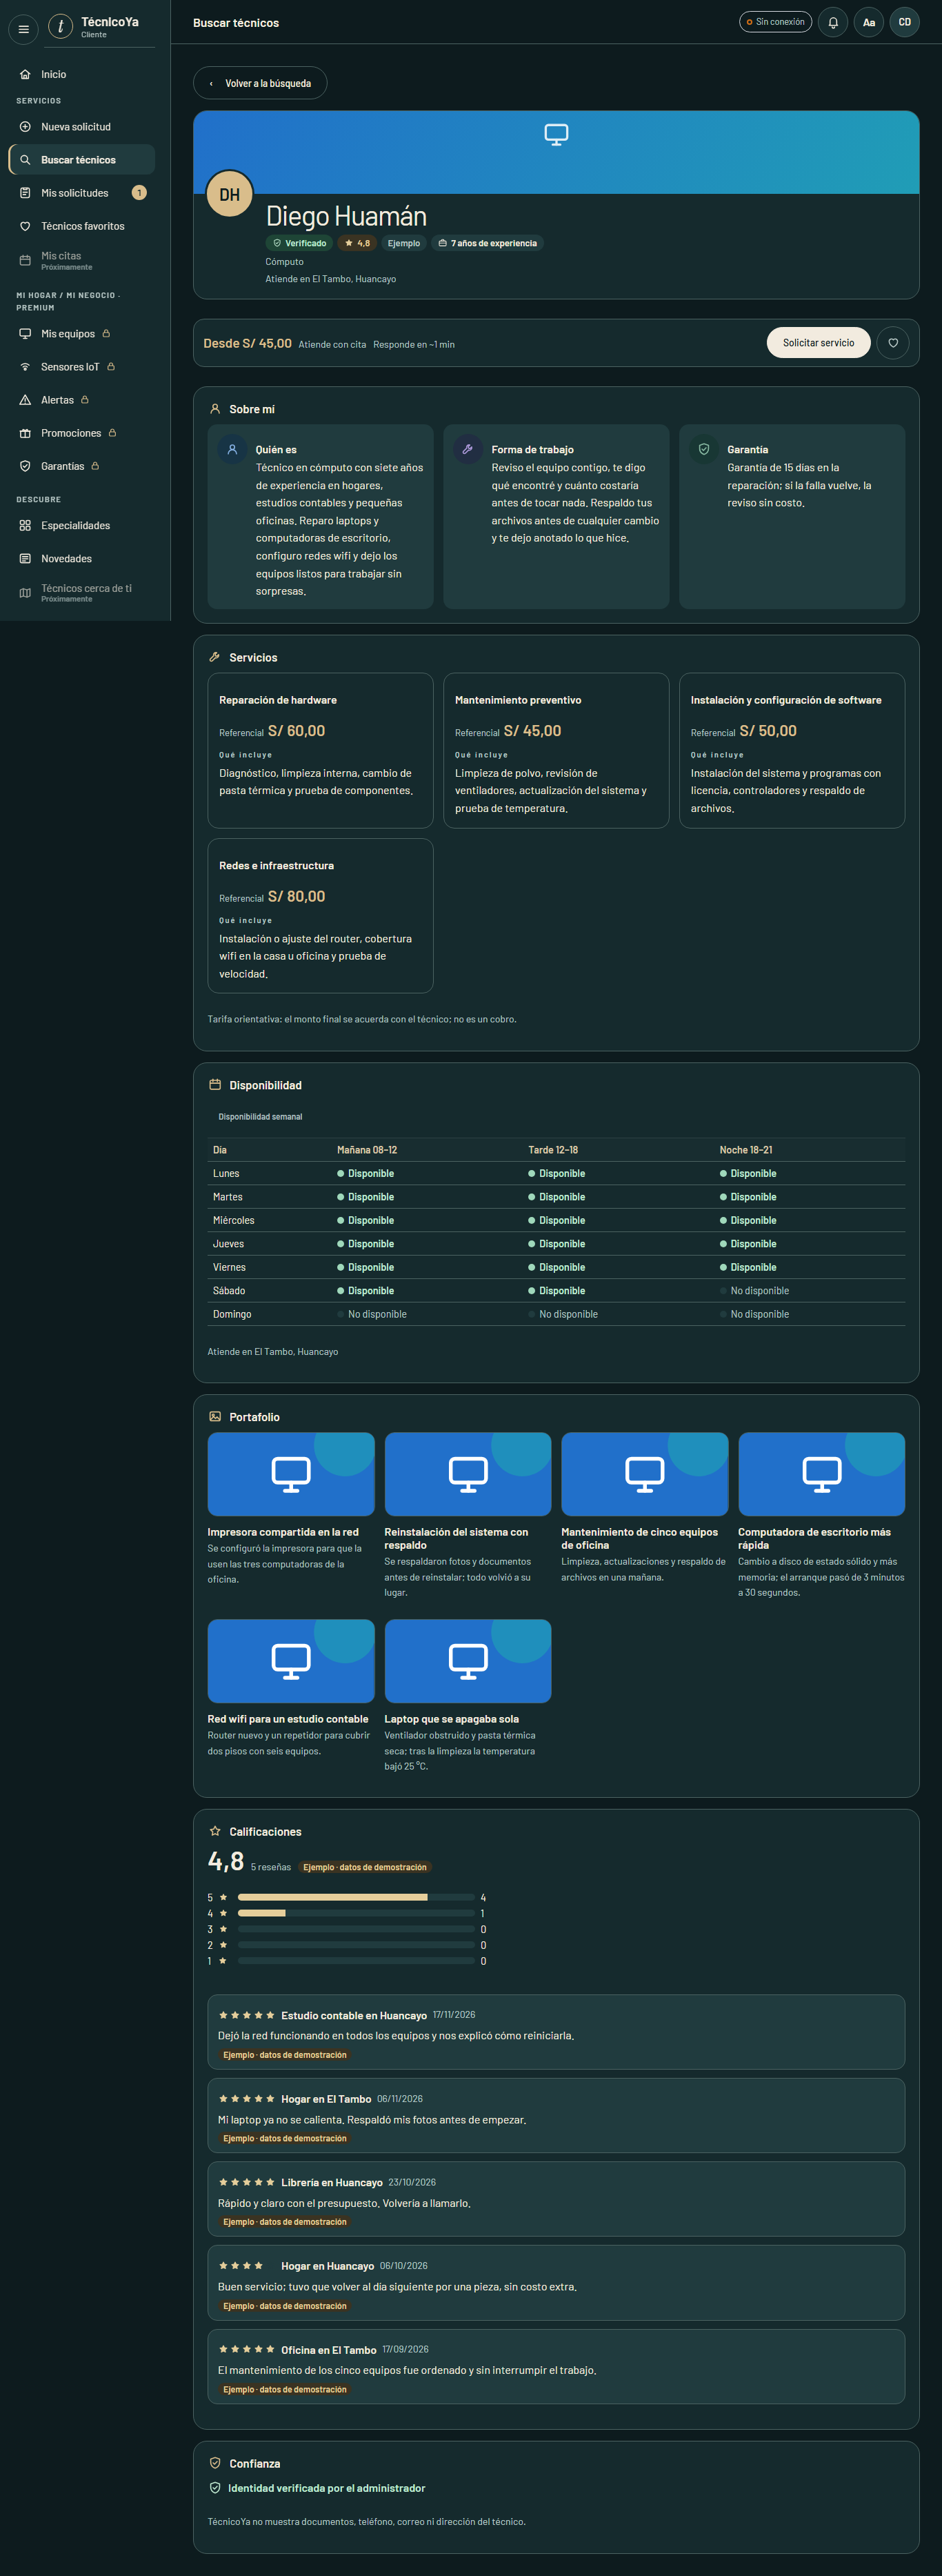 t TécnicoYa
Cliente
Inicio
SERVICIOS
Nueva solicitud
Buscar técnicos
Mis solicitudes 1
Técnicos favoritos
Mis citas
Próximamente
MI HOGAR / MI NEGOCIO ·
PREMIUM
Mis equipos
Sensores IoT
Alertas
Promociones
Garantías
DESCUBRE
Especialidades
Novedades
Técnicos cerca de ti
Próximamente
Buscar técnicos
Sin conexión
Aa
CD
‹ Volver a la búsqueda
DH
Diego Huamán
Verificado 4,8 Ejemplo 7 años de experiencia
Cómputo
Atiende en El Tambo, Huancayo
Desde S/ 45,00 Atiende con cita Responde en ~1 min
Solicitar servicio
Sobre mí
Quién es
Técnico en cómputo con siete años
de experiencia en hogares,
estudios contables y pequeñas
oficinas. Reparo laptops y
computadoras de escritorio,
configuro redes wifi y dejo los
equipos listos para trabajar sin
sorpresas.
Forma de trabajo
Reviso el equipo contigo, te digo
qué encontré y cuánto costaría
antes de tocar nada. Respaldo tus
archivos antes de cualquier cambio
y te dejo anotado lo que hice.
Garantía
Garantía de 15 días en la
reparación; si la falla vuelve, la
reviso sin costo.
Servicios
Reparación de hardware
Referencial S/ 60,00
Qué incluye
Diagnóstico, limpieza interna, cambio de
pasta térmica y prueba de componentes.
Mantenimiento preventivo
Referencial S/ 45,00
Qué incluye
Limpieza de polvo, revisión de
ventiladores, actualización del sistema y
prueba de temperatura.
Instalación y configuración de software
Referencial S/ 50,00
Qué incluye
Instalación del sistema y programas con
licencia, controladores y respaldo de
archivos.
Redes e infraestructura
Referencial S/ 80,00
Qué incluye
Instalación o ajuste del router, cobertura
wifi en la casa u oficina y prueba de
velocidad.
Tarifa orientativa: el monto final se acuerda con el técnico; no es un cobro.
Disponibilidad
Disponibilidad semanal
Día Mañana 08–12 Tarde 12–18 Noche 18–21
Lunes Disponible Disponible Disponible
Martes Disponible Disponible Disponible
Miércoles Disponible Disponible Disponible
Jueves Disponible Disponible Disponible
Viernes Disponible Disponible Disponible
Sábado Disponible Disponible No disponible
Domingo No disponible No disponible No disponible
Atiende en El Tambo, Huancayo
Portafolio
Impresora compartida en la red
Se configuró la impresora para que la
usen las tres computadoras de la
oficina.
Reinstalación del sistema con
respaldo
Se respaldaron fotos y documentos
antes de reinstalar; todo volvió a su
lugar.
Mantenimiento de cinco equipos
de oficina
Limpieza, actualizaciones y respaldo de
archivos en una mañana.
Computadora de escritorio más
rápida
Cambio a disco de estado sólido y más
memoria; el arranque pasó de 3 minutos
a 30 segundos.
Red wifi para un estudio contable
Router nuevo y un repetidor para cubrir
dos pisos con seis equipos.
Laptop que se apagaba sola
Ventilador obstruido y pasta térmica
seca; tras la limpieza la temperatura
bajó 25 °C.
Calificaciones
4,8 5 reseñas Ejemplo · datos de demostración
5 4
4 1
3 0
2 0
1 0
Estudio contable en Huancayo 17/11/2026
Dejó la red funcionando en todos los equipos y nos explicó cómo reiniciarla.
Ejemplo · datos de demostración
Hogar en El Tambo 06/11/2026
Mi laptop ya no se calienta. Respaldó mis fotos antes de empezar.
Ejemplo · datos de demostración
Librería en Huancayo 23/10/2026
Rápido y claro con el presupuesto. Volvería a llamarlo.
Ejemplo · datos de demostración
Hogar en Huancayo 06/10/2026
Buen servicio; tuvo que volver al día siguiente por una pieza, sin costo extra.
Ejemplo · datos de demostración
Oficina en El Tambo 17/09/2026
El mantenimiento de los cinco equipos fue ordenado y sin interrumpir el trabajo.
Ejemplo · datos de demostración
Confianza
Identidad verificada por el administrador
TécnicoYa no muestra documentos, teléfono, correo ni dirección del técnico.